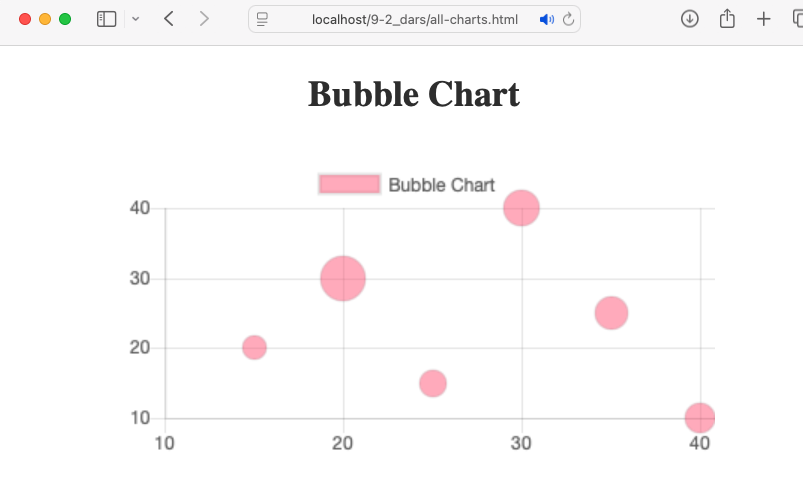 localhost/9-2_dars/all-charts.html
Bubble Chart
Bubble Chart
40
30
20
10
10 20 30 40